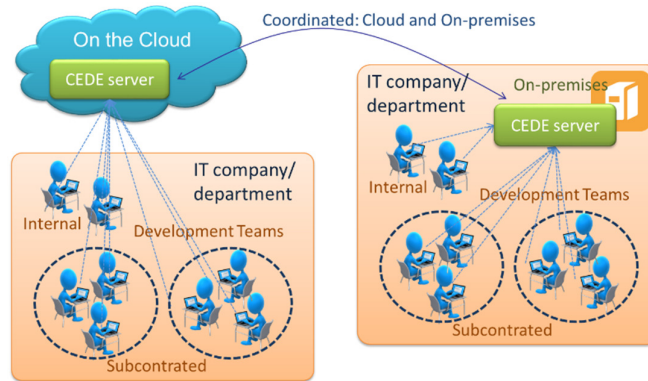 Coordinated: Cloud and On-premises
On the Cloud
CEDE server
IT company/
department
Internal
Development Teams
Subcontrated
IT company/
department
On-premises
CEDE server
Internal
Development Teams
Subcontrated